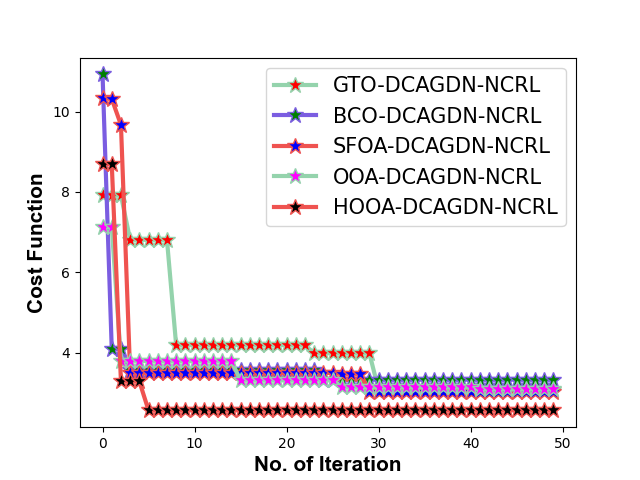 GTO-DCAGDN-NCRL
BCO-DCAGDN-NCRL
SFOA-DCAGDN-NCRL
OOA-DCAGDN-NCRL
HOOA-DCAGDN-NCRL
Cost Function
10
8
6
4
0 10 20 30 40 50
No. of Iteration